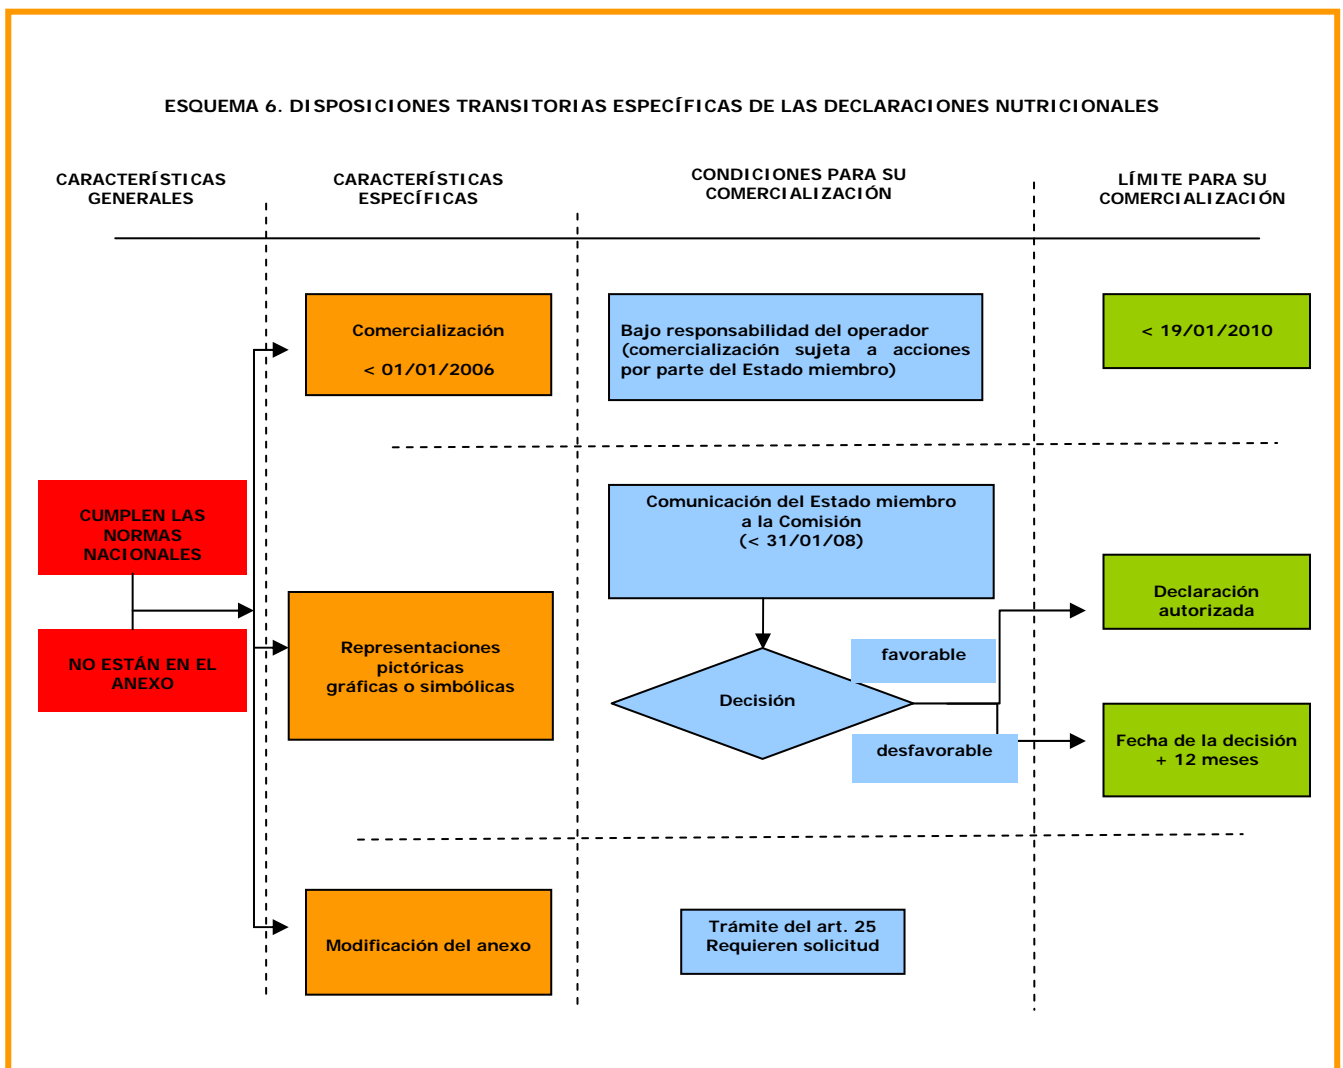 ESQUEMA 6. DISPOSICIONES TRANSITORIAS ESPECÍFICAS DE LAS DECLARACIONES NUTRICIONALES
CARACTERÍSTICAS
GENERALES
CARACTERÍSTICAS
ESPECÍFICAS
CONDICIONES PARA SU
COMERCIALIZACIÓN
LÍMITE PARA SU
COMERCIALIZACIÓN
Comercialización
< 01/01/2006
Bajo responsabilidad del operador
(comercialización sujeta a acciones
por parte del Estado miembro)
< 19/01/2010
CUMPLEN LAS
NORMAS
NACIONALES
NO ESTÁN EN EL
ANEXO
Representaciones
pictóricas
gráficas o simbólicas
Comunicación del Estado miembro
a la Comisión
(< 31/01/08)
Decisión
favorable
desfavorable
Declaración
autorizada
Fecha de la decisión
+ 12 meses
Modificación del anexo
Trámite del art. 25
Requieren solicitud